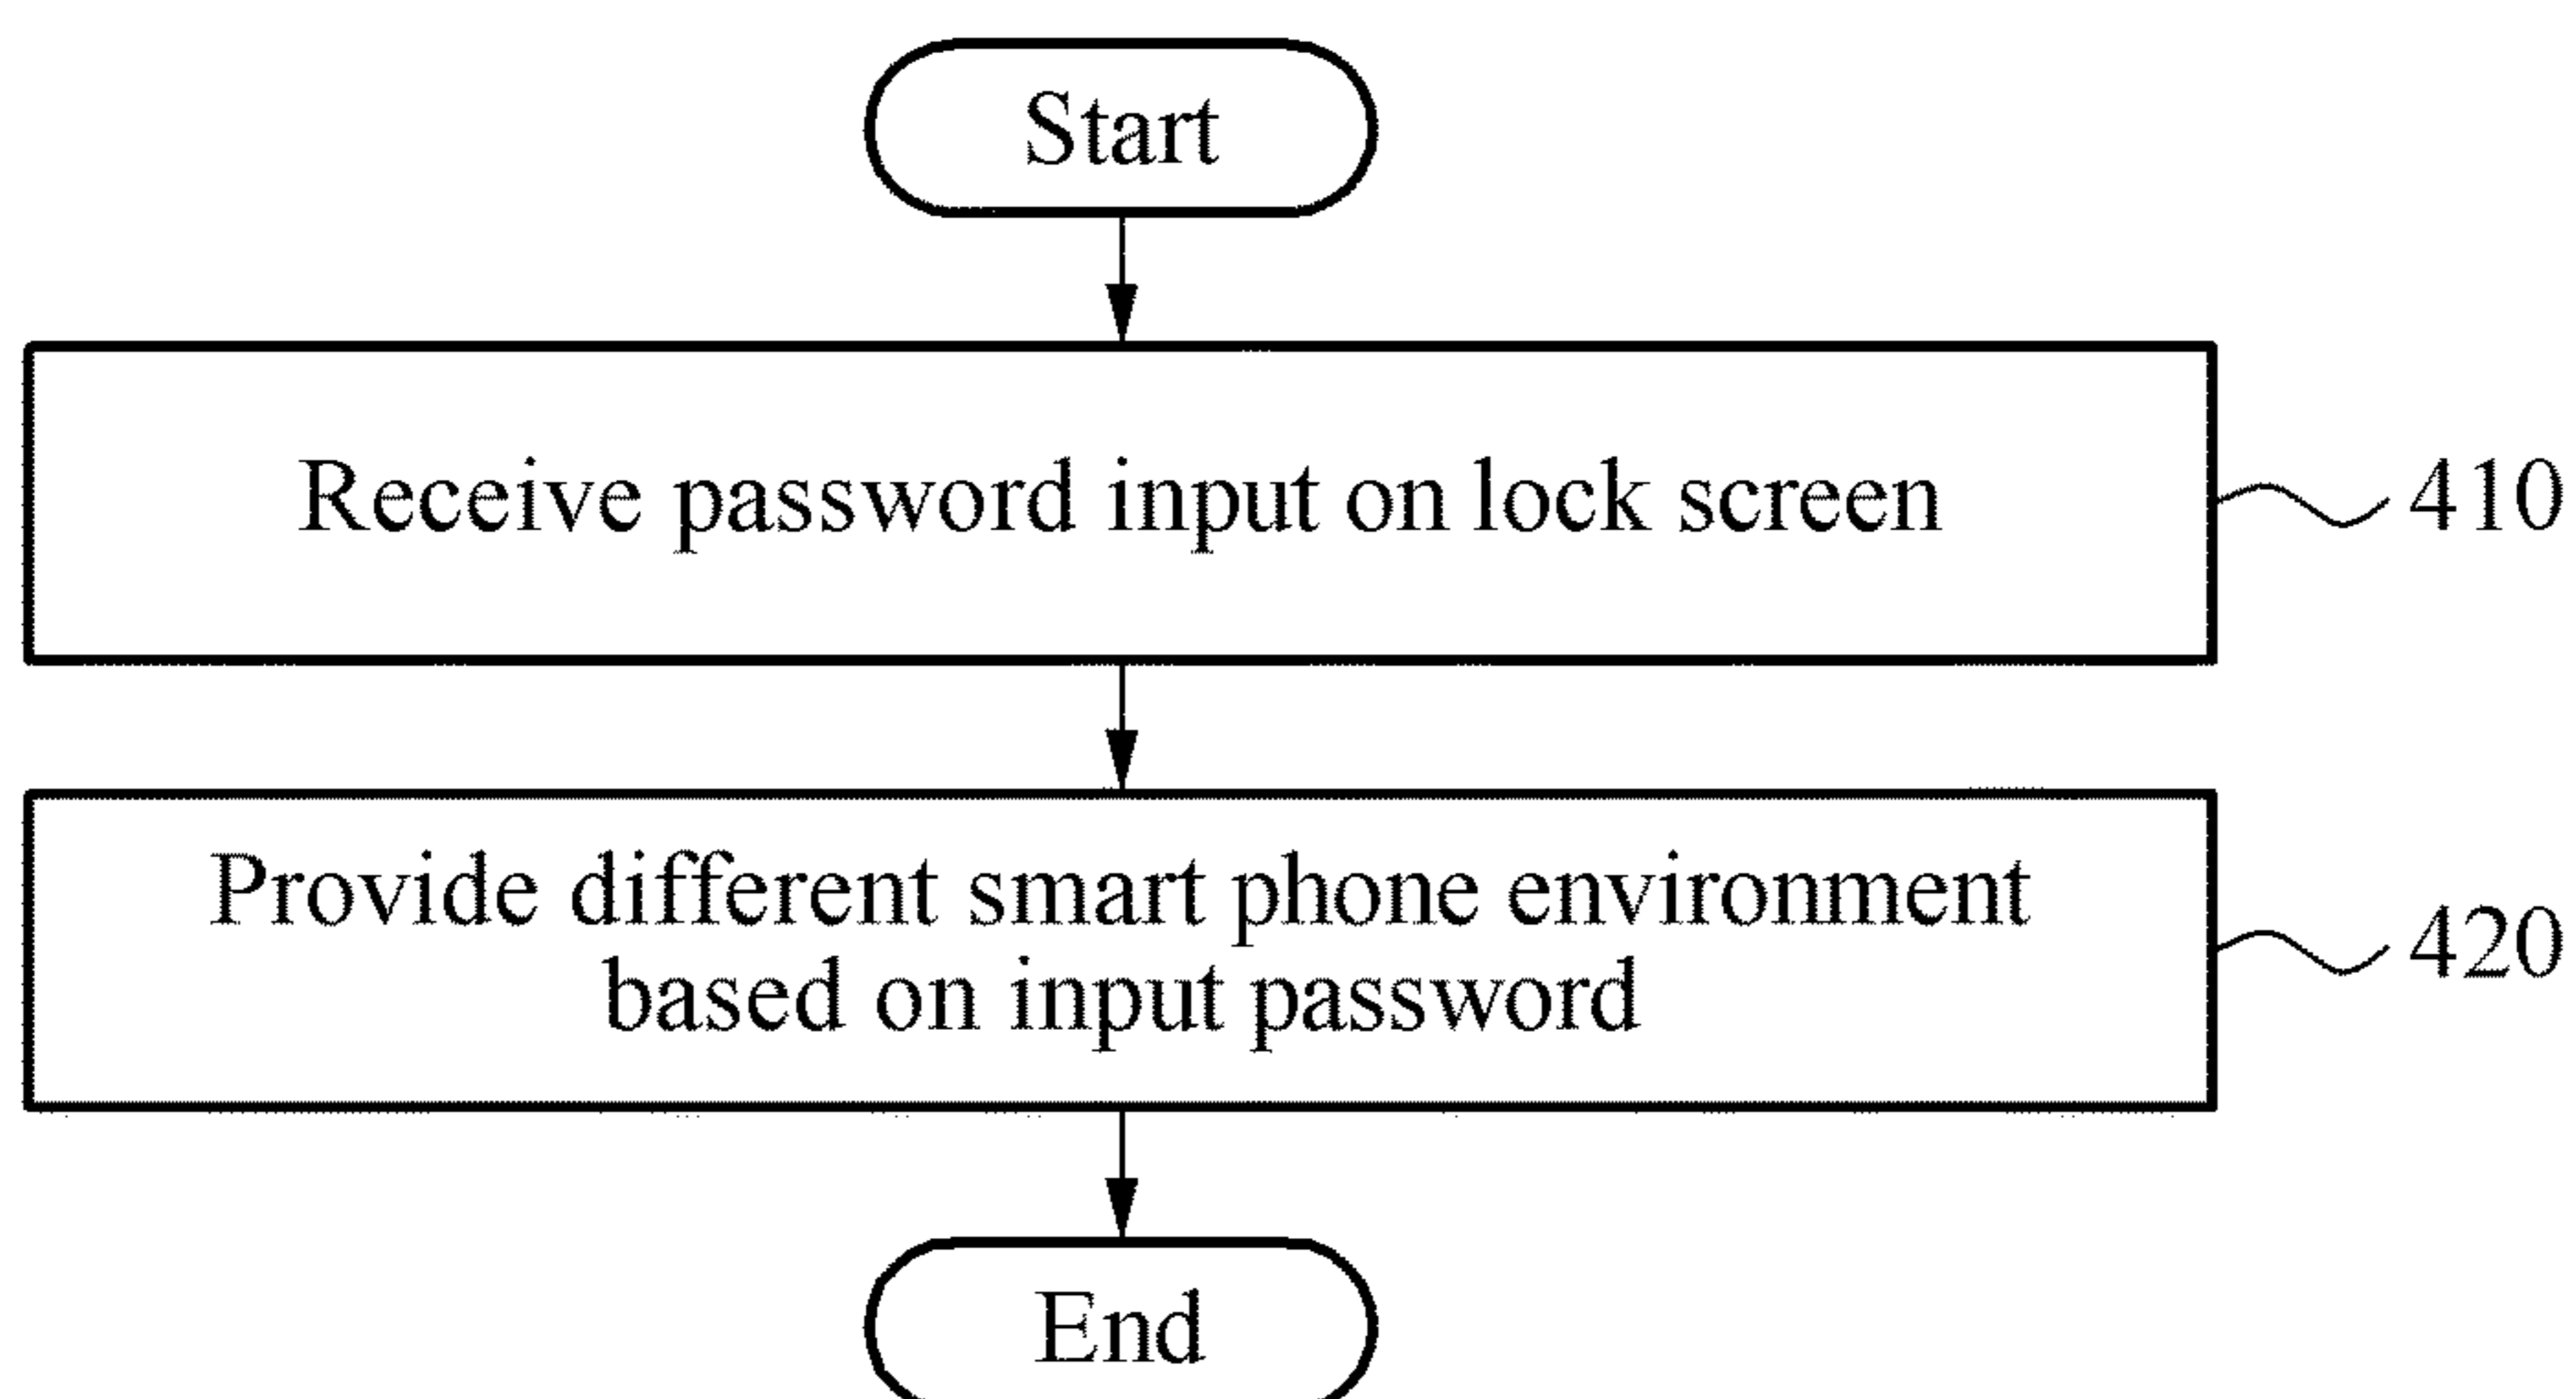 Start
Receive password input on lock screen
410
Provide different smart phone environment
based on input password
420
End